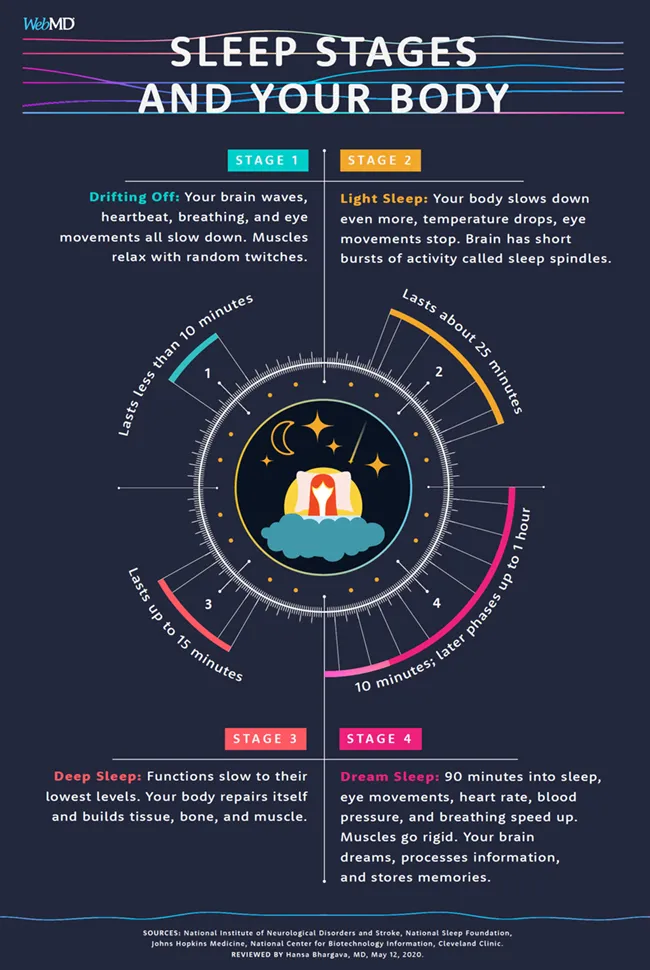 WebMD
SLEEP STAGES
AND YOUR BODY
STAGE 1
Drifting Off: Your brain waves,
heartbeat, breathing, and eye
movements all slow down. Muscles
relax with random twitches.
STAGE 2
Light Sleep: Your body slows down
even more, temperature drops, eye
movements stop. Brain has short
bursts of activity called sleep spindles.
Lasts less than 10 minutes
1
Lasts about 25 minutes
2
Lasts up to 15 minutes
3
10 minutes; later phases up to 1 hour
4
STAGE 3
Deep Sleep: Functions slow to their
lowest levels. Your body repairs itself
and builds tissue, bone, and muscle.
STAGE 4
Dream Sleep: 90 minutes into sleep,
eye movements, heart rate, blood
pressure, and breathing speed up.
Muscles go rigid. Your brain
dreams, processes information,
and stores memories.
SOURCES: National Institute of Neurological Disorders and Stroke, National Sleep Foundation,
Johns Hopkins Medicine, National Center for Biotechnology Information, Cleveland Clinic.
REVIEWED BY Hansa Bhargava, MD, May 12, 2020.